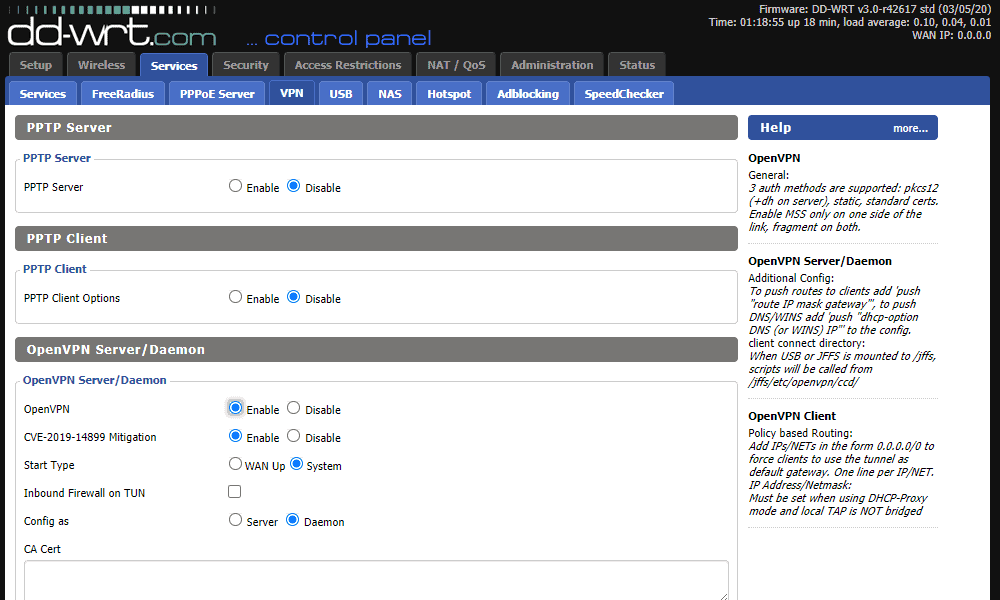 Firmware: DD-WRT v3.0-r42617 std (03/05/20)
Time: 01:18:55 up 18 min, load average: 0.10, 0.04, 0.01
WAN IP: 0.0.0.0
dd-wrt.com ... control panel
Setup Wireless Services Security Access Restrictions NAT / QoS Administration Status
Services FreeRadius PPPoE Server VPN USB NAS Hotspot Adblocking SpeedChecker
PPTP Server
PPTP Server
PPTP Server Enable Disable
PPTP Client
PPTP Client
PPTP Client Options Enable Disable
OpenVPN Server/Daemon
OpenVPN Server/Daemon
OpenVPN Enable Disable
CVE-2019-14899 Mitigation Enable Disable
Start Type WAN Up System
Inbound Firewall on TUN
Config as Server Daemon
CA Cert
Help more...
OpenVPN
General:
3 auth methods are supported: pkcs12
(+dh on server), static, standard certs.
Enable MSS only on one side of the
link, fragment on both.
OpenVPN Server/Daemon
Additional Config:
To push routes to clients add 'push
"route IP mask gateway"', to push
DNS/WINS add 'push "dhcp-option
DNS (or WINS) IP"' to the config.
client connect directory:
When USB or JFFS is mounted to /jffs,
scripts will be called from
/jffs/etc/openvpn/ccd/
OpenVPN Client
Policy based Routing:
Add IPs/NETs in the form 0.0.0.0/0 to
force clients to use the tunnel as
default gateway. One line per IP/NET.
IP Address/Netmask:
Must be set when using DHCP-Proxy
mode and local TAP is NOT bridged